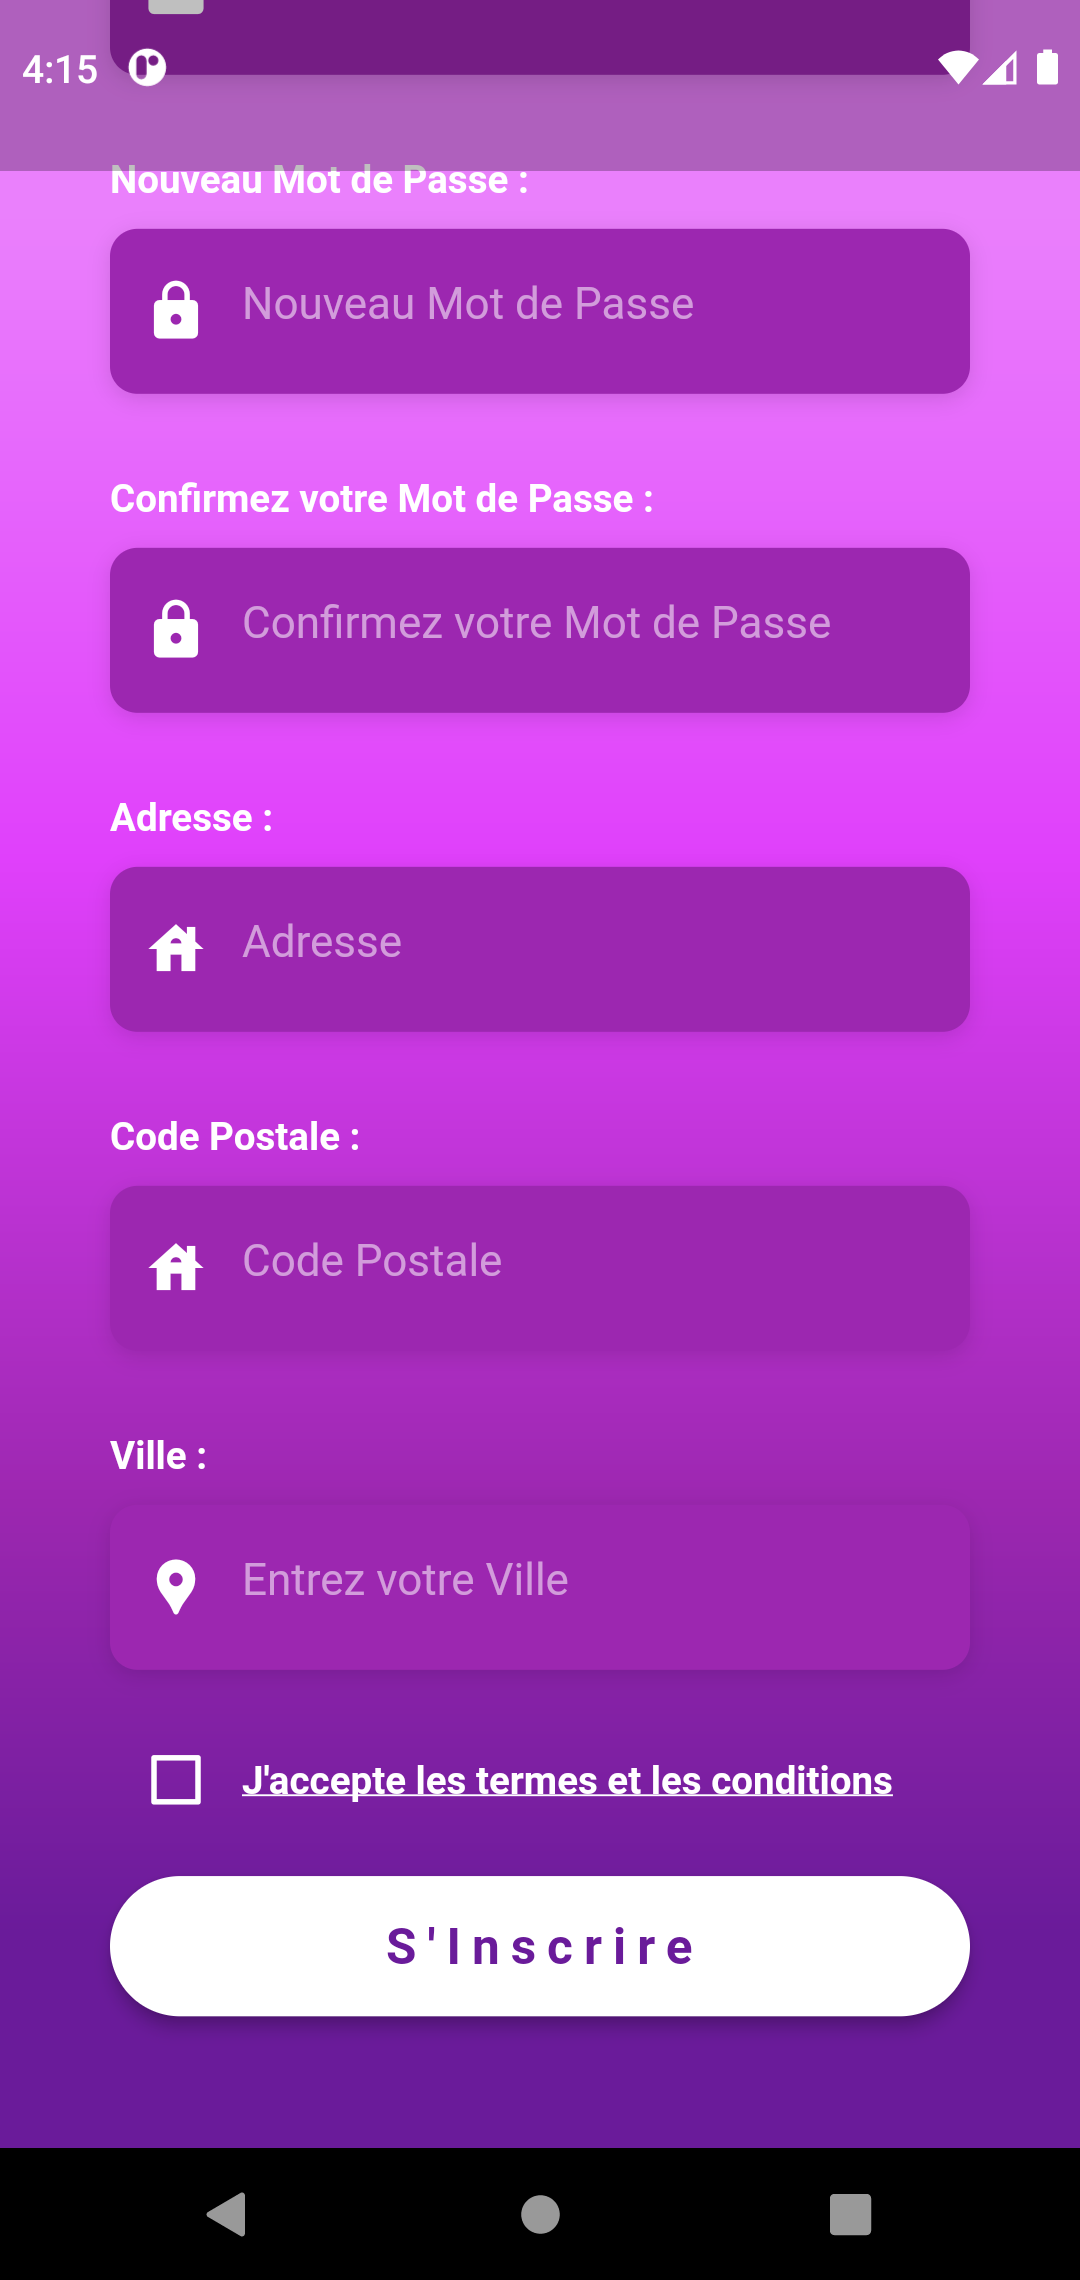 4:15
Nouveau Mot de Passe :
Nouveau Mot de Passe
Confirmez votre Mot de Passe :
Confirmez votre Mot de Passe
Adresse :
Adresse
Code Postale :
Code Postale
Ville :
Entrez votre Ville
J'accepte les termes et les conditions
S'Inscrire